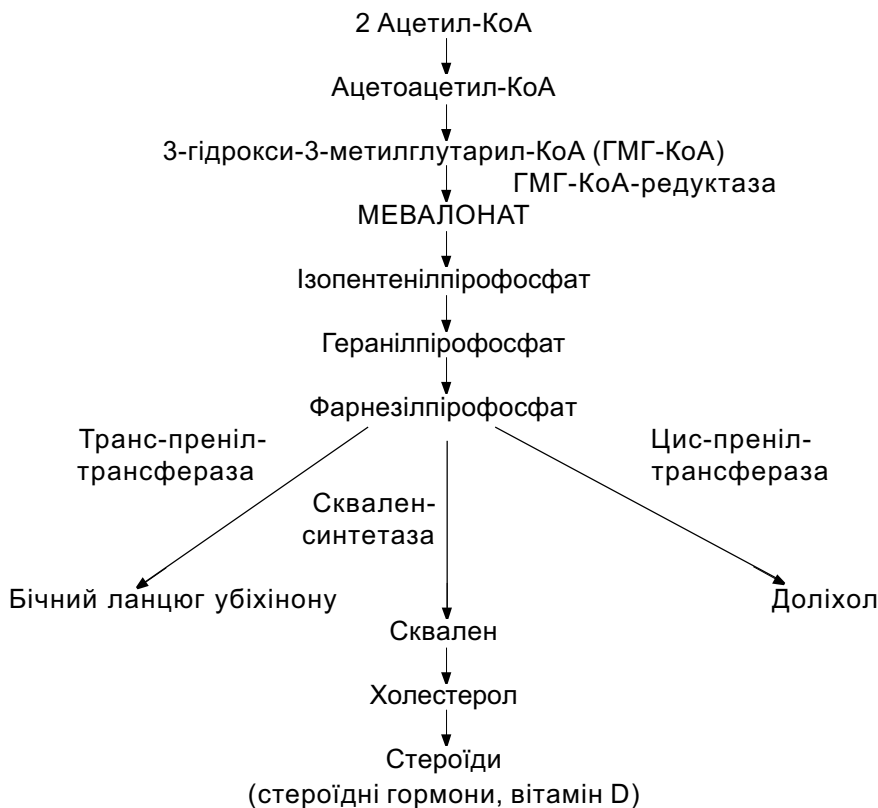 2 Ацетил-КоА
Ацетоацетил-КоА
3-гідрокси-3-метилглутарил-КоА (ГМГ-КоА)
ГМГ-КоА-редуктаза
МЕВАЛОНАТ
Ізопентенілпірофосфат
Геранілпірофосфат
Фарнезілпірофосфат
Транс-преніл-
трансфераза
Сквален-
синтетаза
Цис-преніл-
трансфераза
Бічний ланцюг убіхінону
Доліхол
Сквален
Холестерол
Стероїди
(стероїдні гормони, вітамін D)